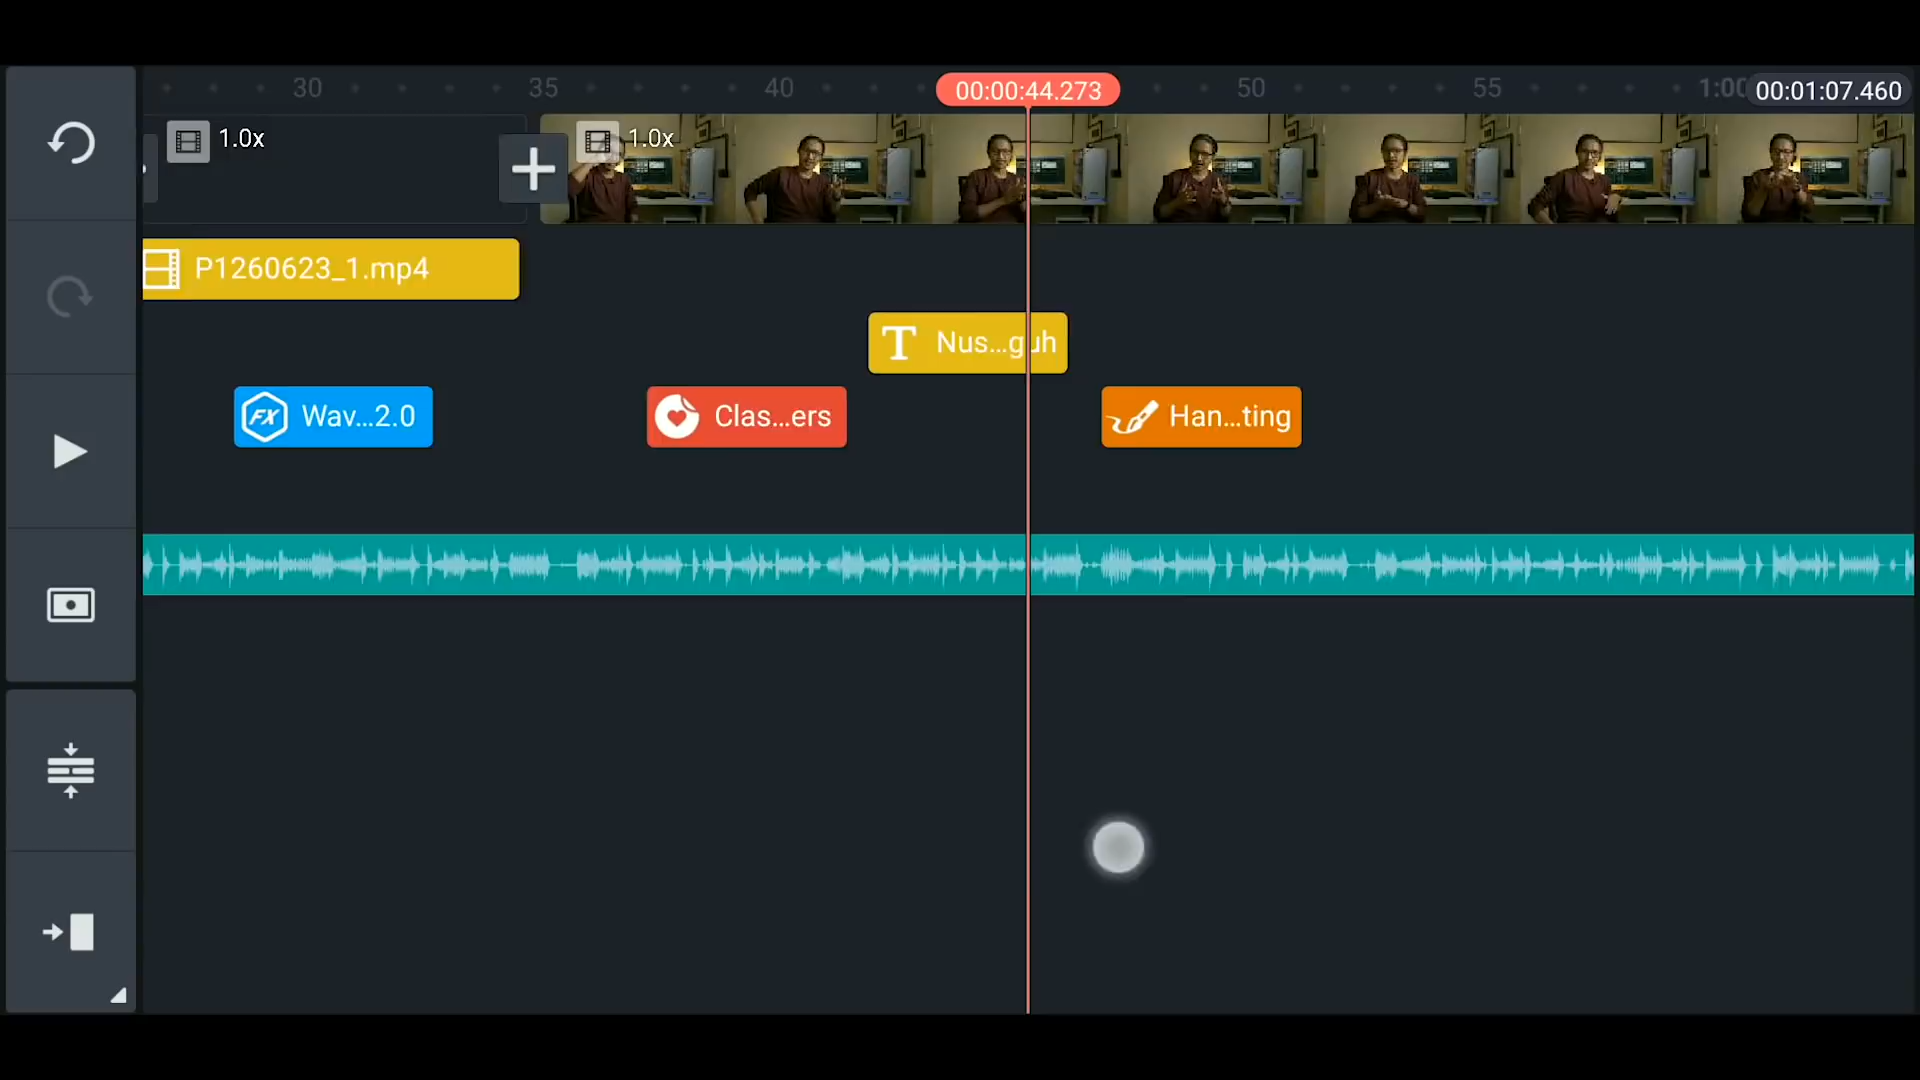 30 35 40 00:00:44.273 50 55 1:00 00:01:07.460
1.0x 1.0x
P1260623_1.mp4
T Nus...guh
FX Wav...2.0 Clas...ers Han...ting